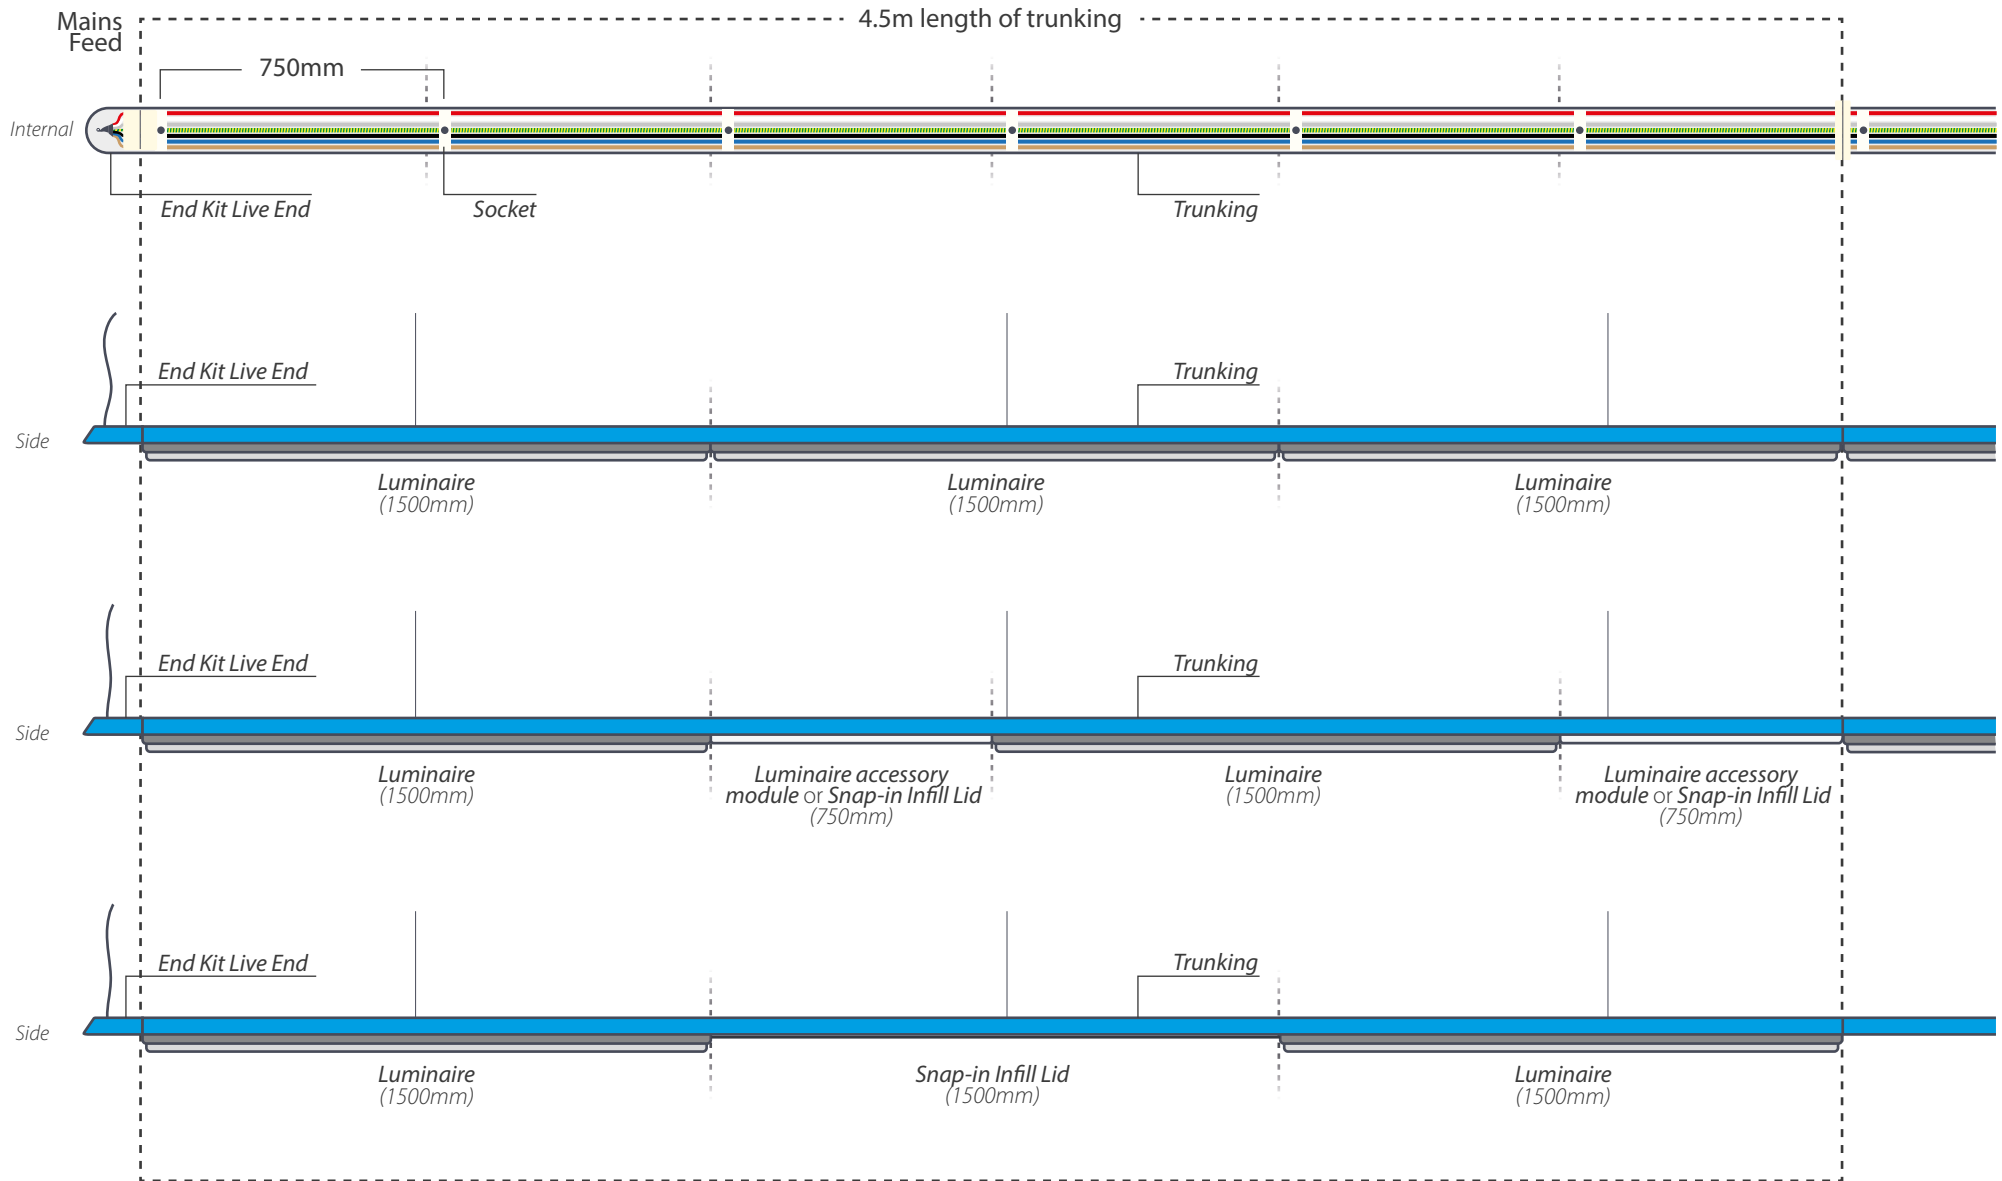 Mains
Feed
4.5m length of trunking
750mm
Internal
End Kit Live End
Socket
Trunking
End Kit Live End
Trunking
Side
Luminaire
(1500mm)
Luminaire
(1500mm)
Luminaire
(1500mm)
End Kit Live End
Trunking
Side
Luminaire
(1500mm)
Luminaire accessory
module or Snap-in Infill Lid
(750mm)
Luminaire
(1500mm)
Luminaire accessory
module or Snap-in Infill Lid
(750mm)
End Kit Live End
Trunking
Side
Luminaire
(1500mm)
Snap-in Infill Lid
(1500mm)
Luminaire
(1500mm)